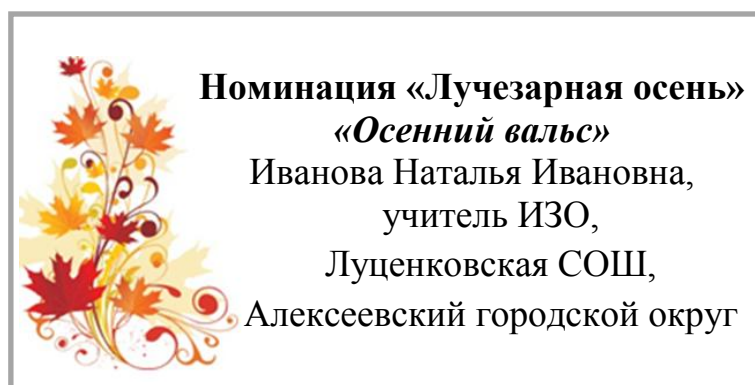 Номинация «Лучезарная осень»
«Осенний вальс»
Иванова Наталья Ивановна,
учитель ИЗО,
Луценковская СОШ,
Алексеевский городской округ